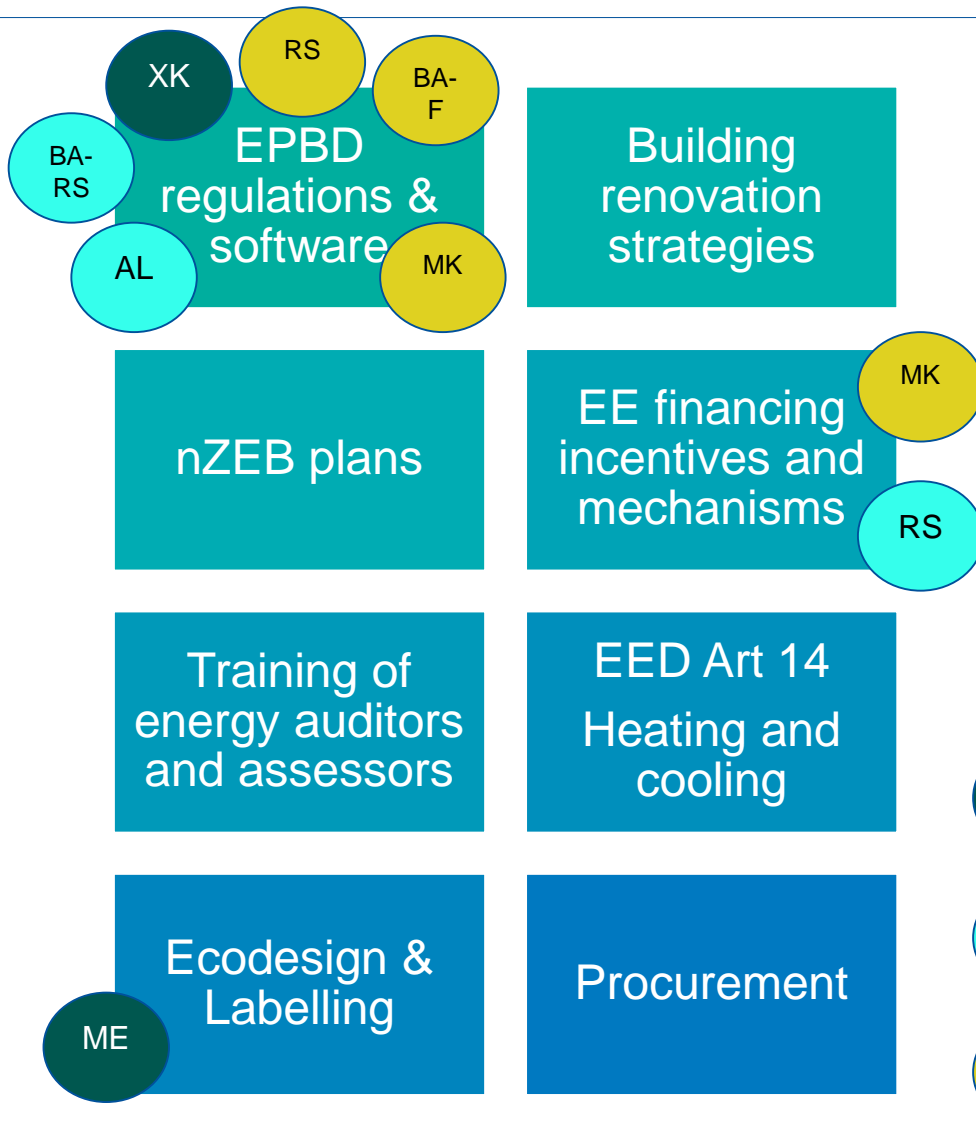 XK
RS
BA-
F
BA-
RS
AL
MK
EPBD
regulations &
software
Building
renovation
strategies
nZEB plans
EE financing
incentives and
mechanisms
MK
RS
Training of
energy auditors
and assessors
EED Art 14
Heating and
cooling
Ecodesign &
Labelling
ME
Procurement